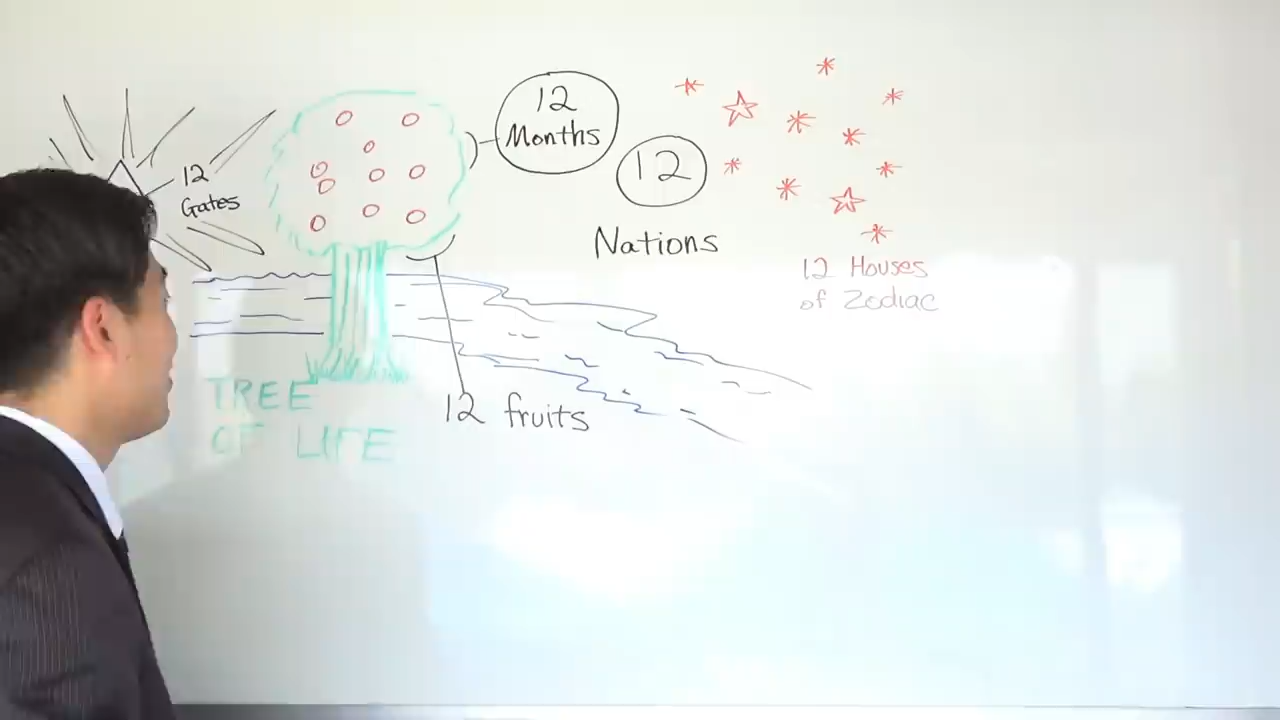 12
Gates
12
Months
12
Nations
12 Houses
of Zodiac
TREE
OF LIFE
12 fruits